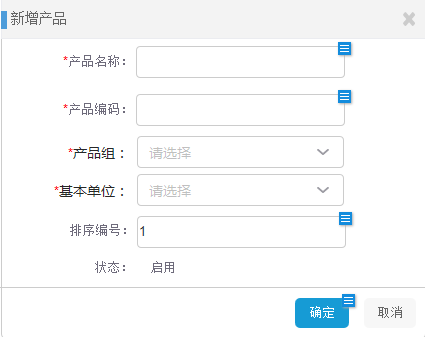 新增产品
*产品名称：
*产品编码：
*产品组： 请选择
*基本单位： 请选择
排序编号： 1
状态： 启用
确定 取消